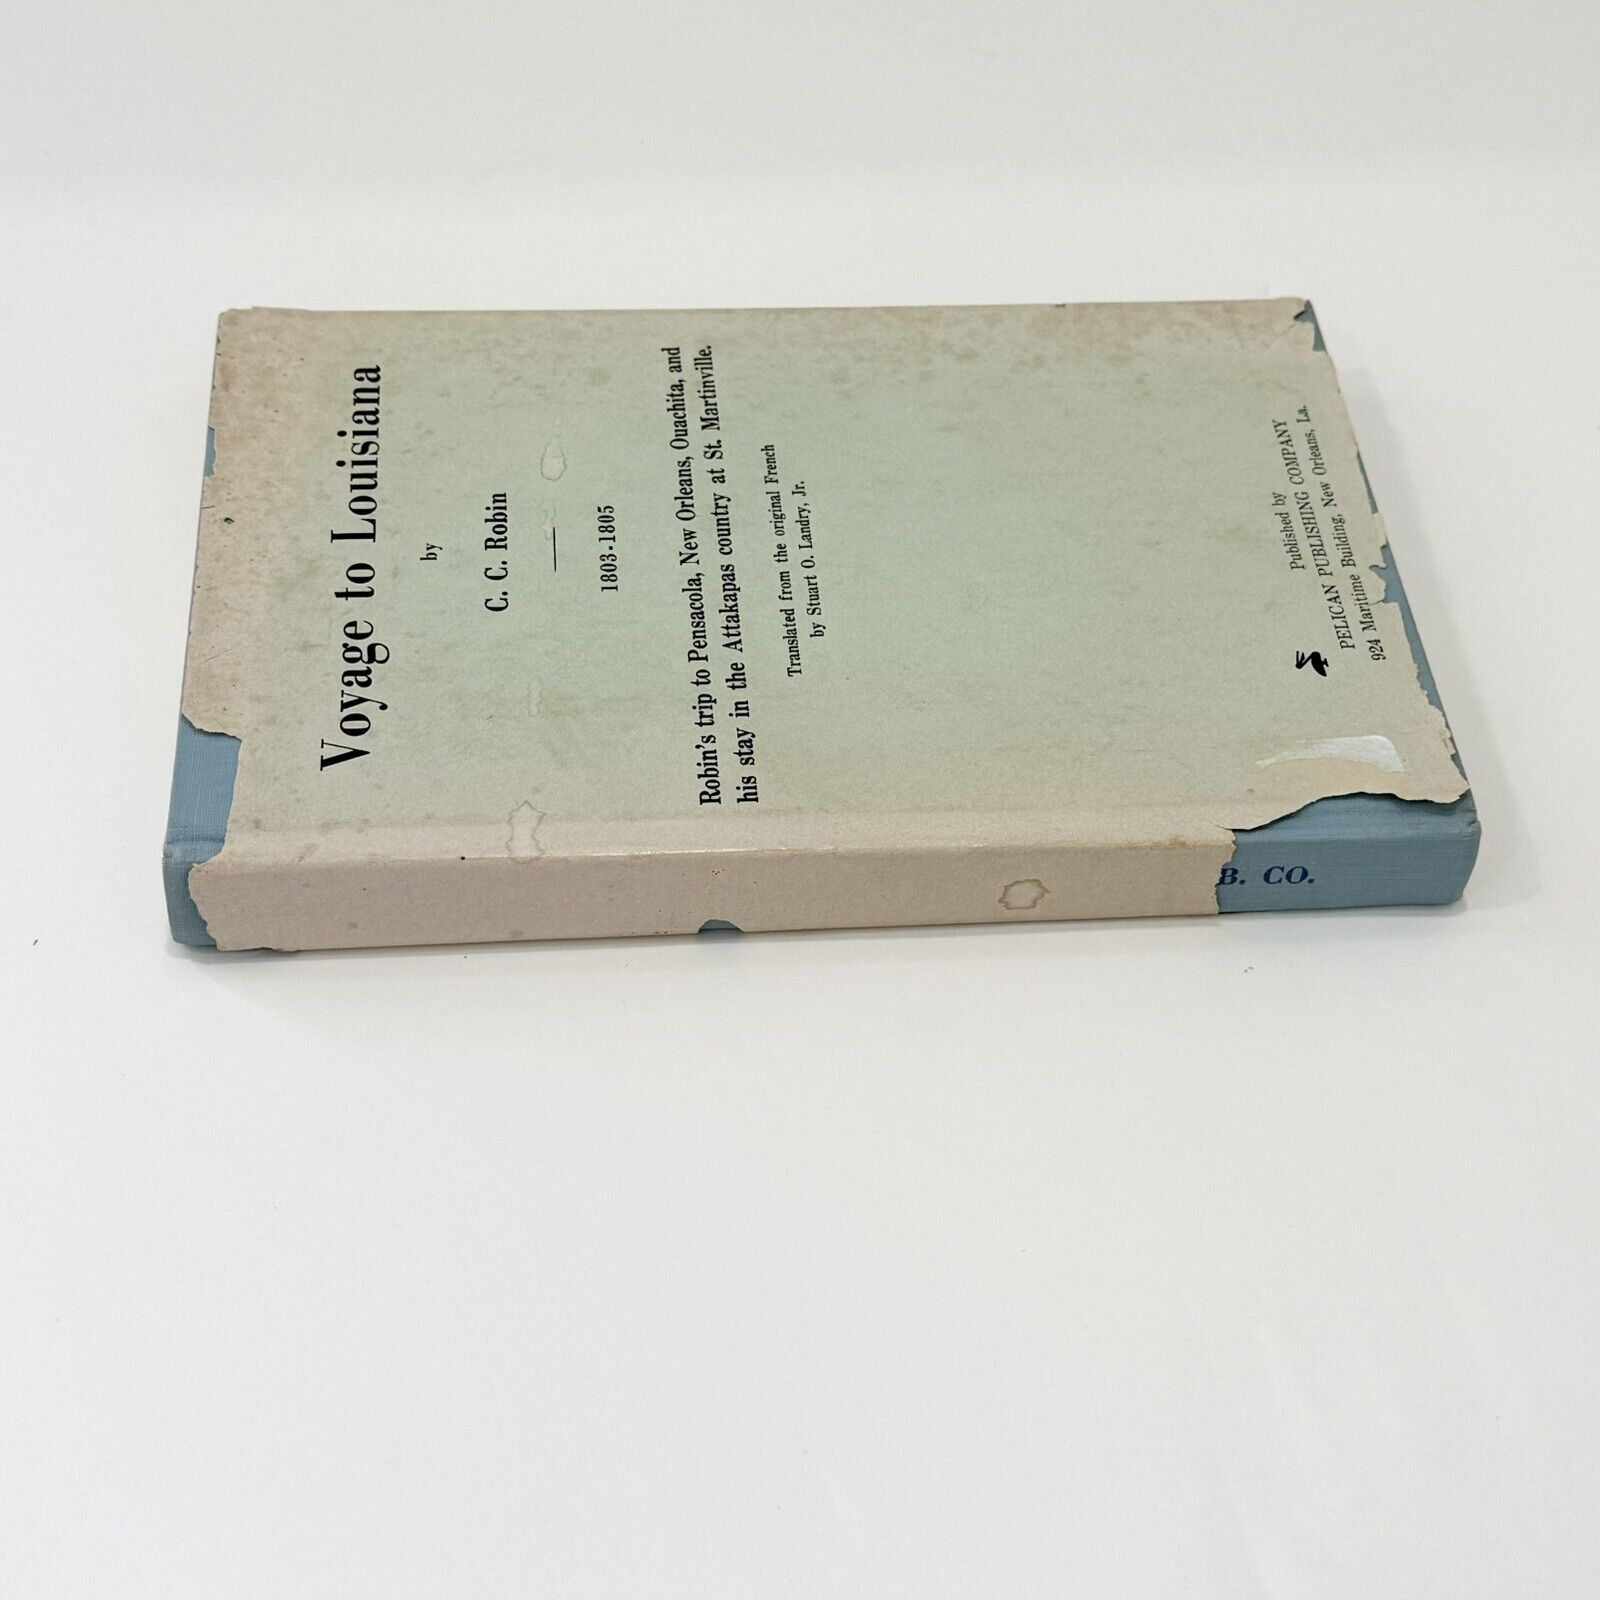 Voyage to Louisiana
by
C. C. Robin
1803-1805
Robin's trip to Pensacola, New Orleans, Ouachita, and
his stay in the Attakapas country at St. Martinville.
Translated from the original French
by Stuart O. Landry, Jr.
Published by
PELICAN PUBLISHING COMPANY
924 Maritime Building, New Orleans, La.
B. CO.